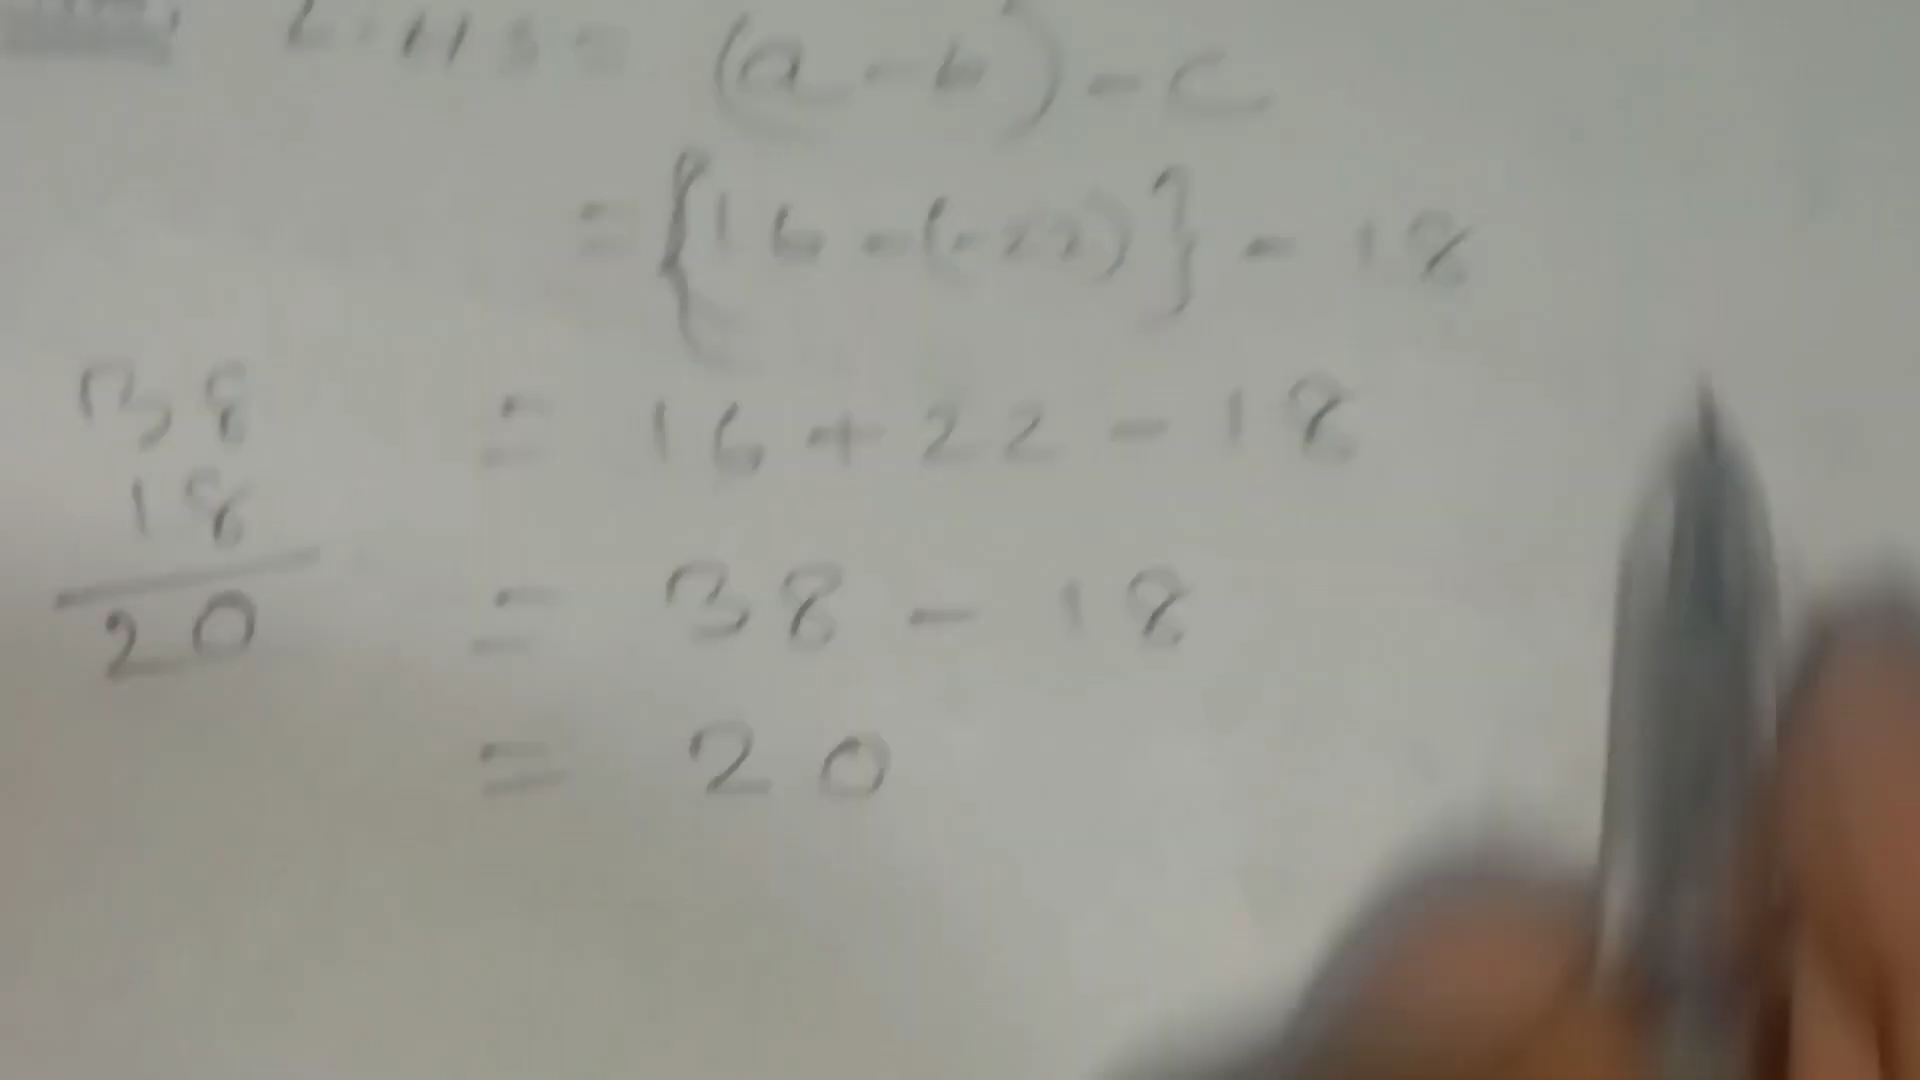 L.H.S = (a-b)-c
= {16-(-22)} - 18
= 16+22-18
= 38 - 18
= 20
38
18
20